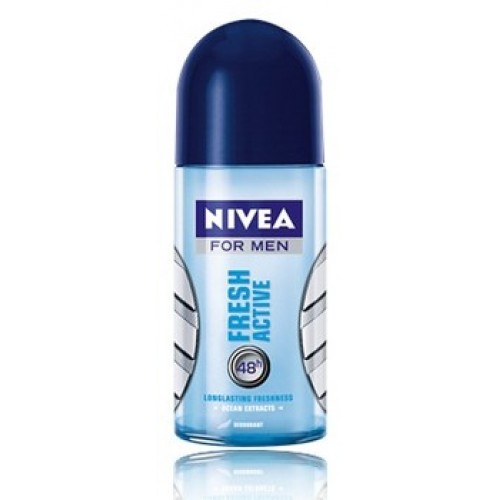 NIVEA
FOR MEN
FRESH
ACTIVE
48h
LONGLASTING FRESHNESS
OCEAN EXTRACTS
DEODORANT